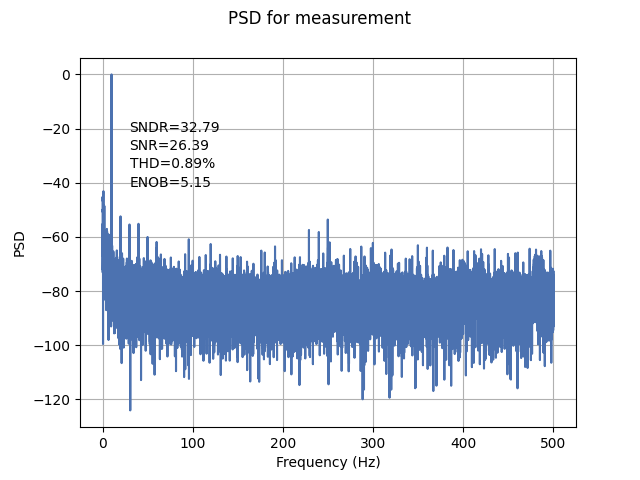 PSD for measurement
0
−20
−40
−60
−80
−100
−120
PSD
SNDR=32.79
SNR=26.39
THD=0.89%
ENOB=5.15
0
100
200
300
400
500
Frequency (Hz)